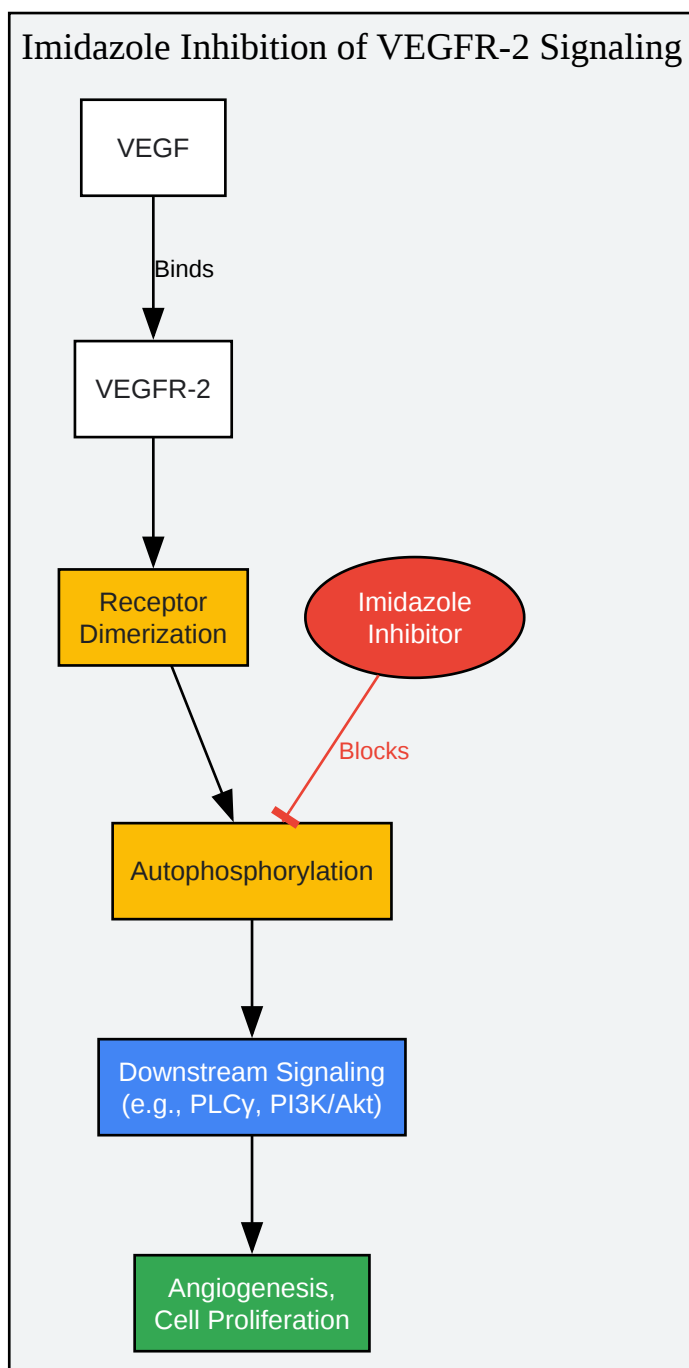 Imidazole Inhibition of VEGFR-2 Signaling
VEGF
Binds
VEGFR-2
Receptor
Dimerization
Imidazole
Inhibitor
Blocks
Autophosphorylation
Downstream Signaling
(e.g., PLCγ, PI3K/Akt)
Angiogenesis,
Cell Proliferation